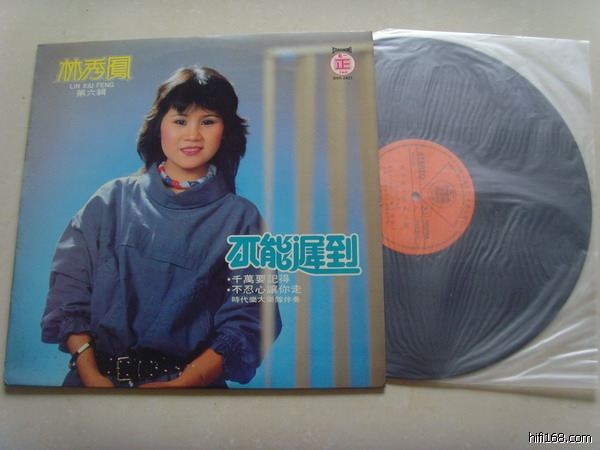 林秀鳳
LIN XIU FENG
第六輯
正
不能遲到
·千萬要記得
·不忍心讓你走
時代樂大樂隊伴奏
hifi168.com